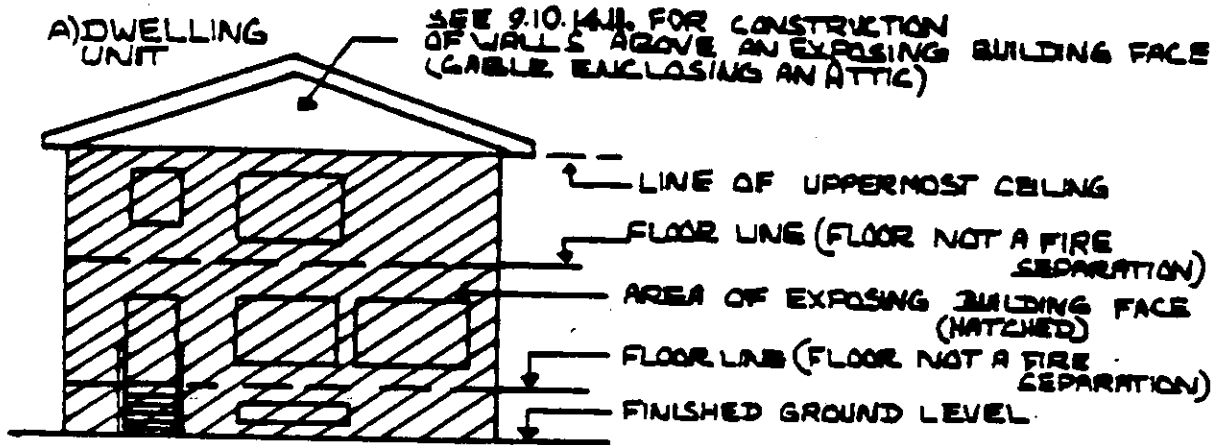 A) DWELLING
UNIT
SEE 9.10.14.11. FOR CONSTRUCTION
OF WALLS ABOVE AN EXPOSING BUILDING FACE
(GABLE ENCLOSING AN ATTIC)
LINE OF UPPERMOST CEILING
FLOOR LINE (FLOOR NOT A FIRE
SEPARATION)
AREA OF EXPOSING BUILDING FACE
(HATCHED)
FLOOR LINE (FLOOR NOT A FIRE
SEPARATION)
FINISHED GROUND LEVEL